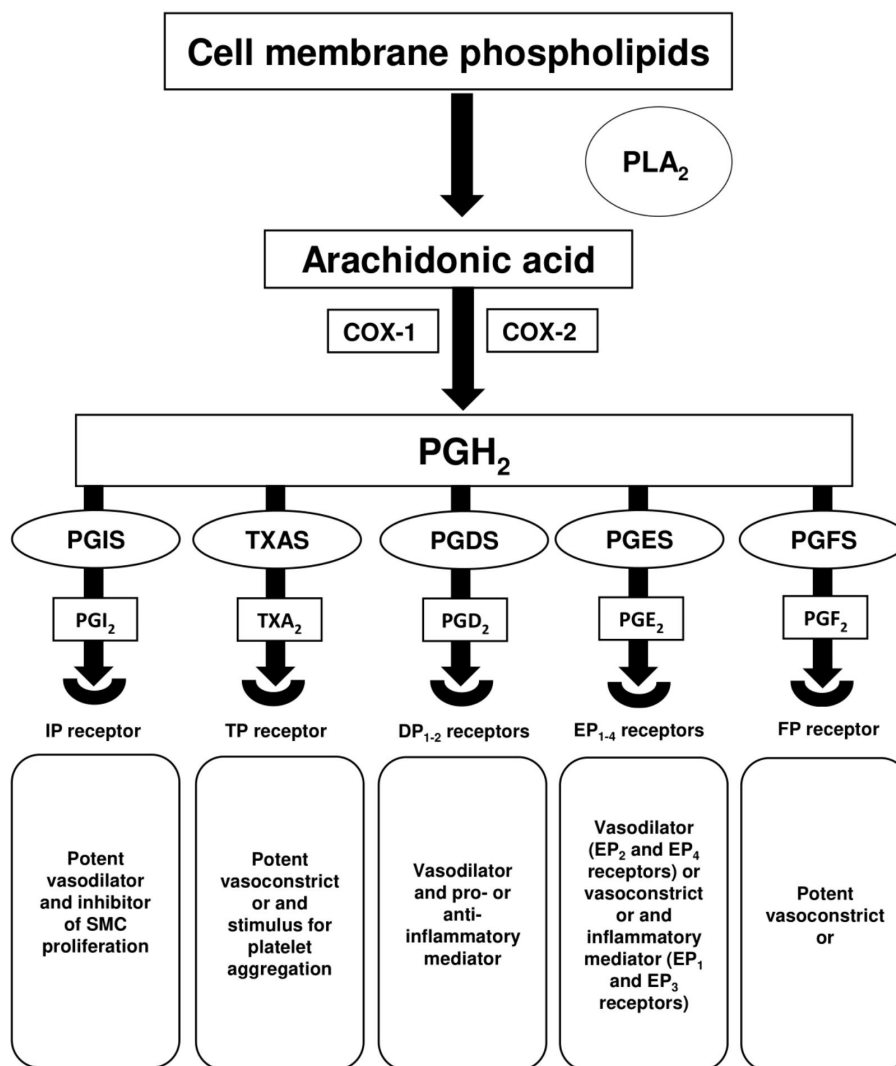 Cell membrane phospholipids
PLA₂
Arachidonic acid
COX-1
COX-2
PGH₂
PGIS
TXAS
PGDS
PGES
PGFS
PGI₂
TXA₂
PGD₂
PGE₂
PGF₂
IP receptor
TP receptor
DP₁₋₂ receptors
EP₁₋₄ receptors
FP receptor
Potent
vasodilator
and inhibitor
of SMC
proliferation
Potent
vasoconstrict
or and
stimulus for
platelet
aggregation
Vasodilator
and pro- or
anti-
inflammatory
mediator
Vasodilator
(EP₂ and EP₄
receptors) or
vasoconstrict
or and
inflammatory
mediator (EP₁
and EP₃
receptors)
Potent
vasoconstrict
or